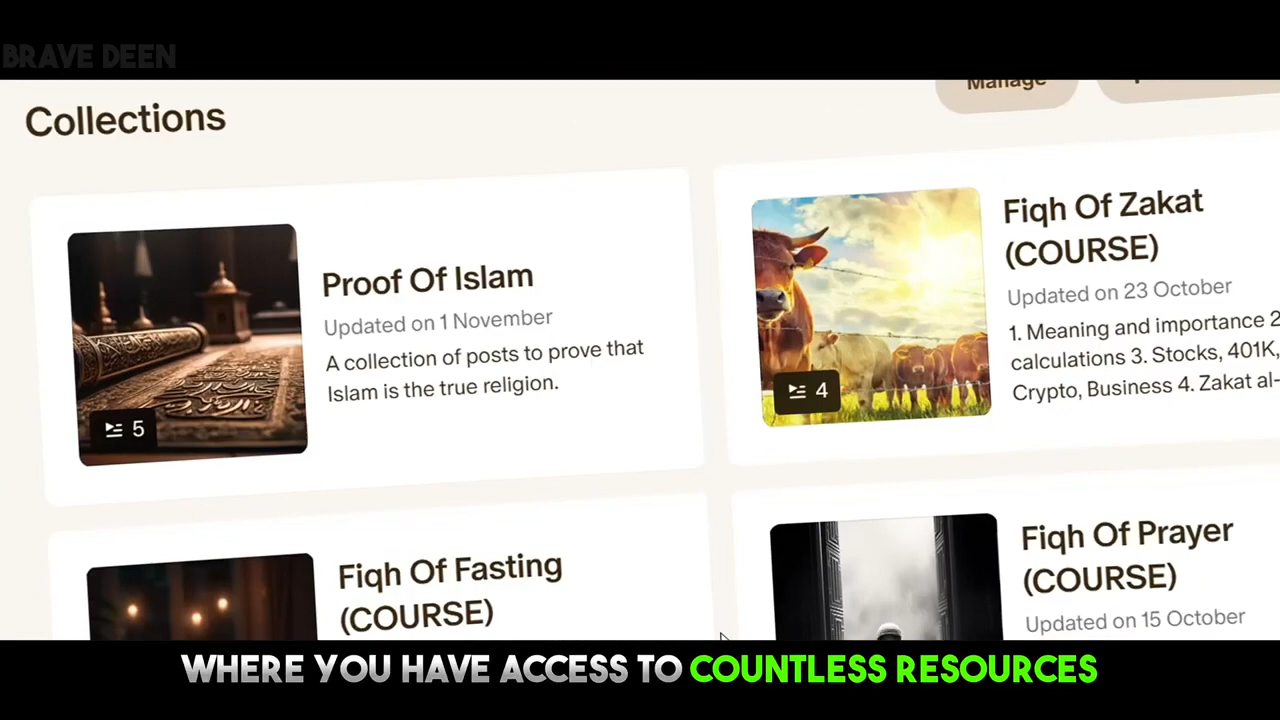 BRAVE DEEN
Manage
Collections
Proof Of Islam
Updated on 1 November
A collection of posts to prove that
Islam is the true religion.
5
Fiqh Of Zakat
(COURSE)
Updated on 23 October
1. Meaning and importance 2
calculations 3. Stocks, 401K,
Crypto, Business 4. Zakat al-
4
Fiqh Of Fasting
(COURSE)
Fiqh Of Prayer
(COURSE)
Updated on 15 October
WHERE YOU HAVE ACCESS TO COUNTLESS RESOURCES